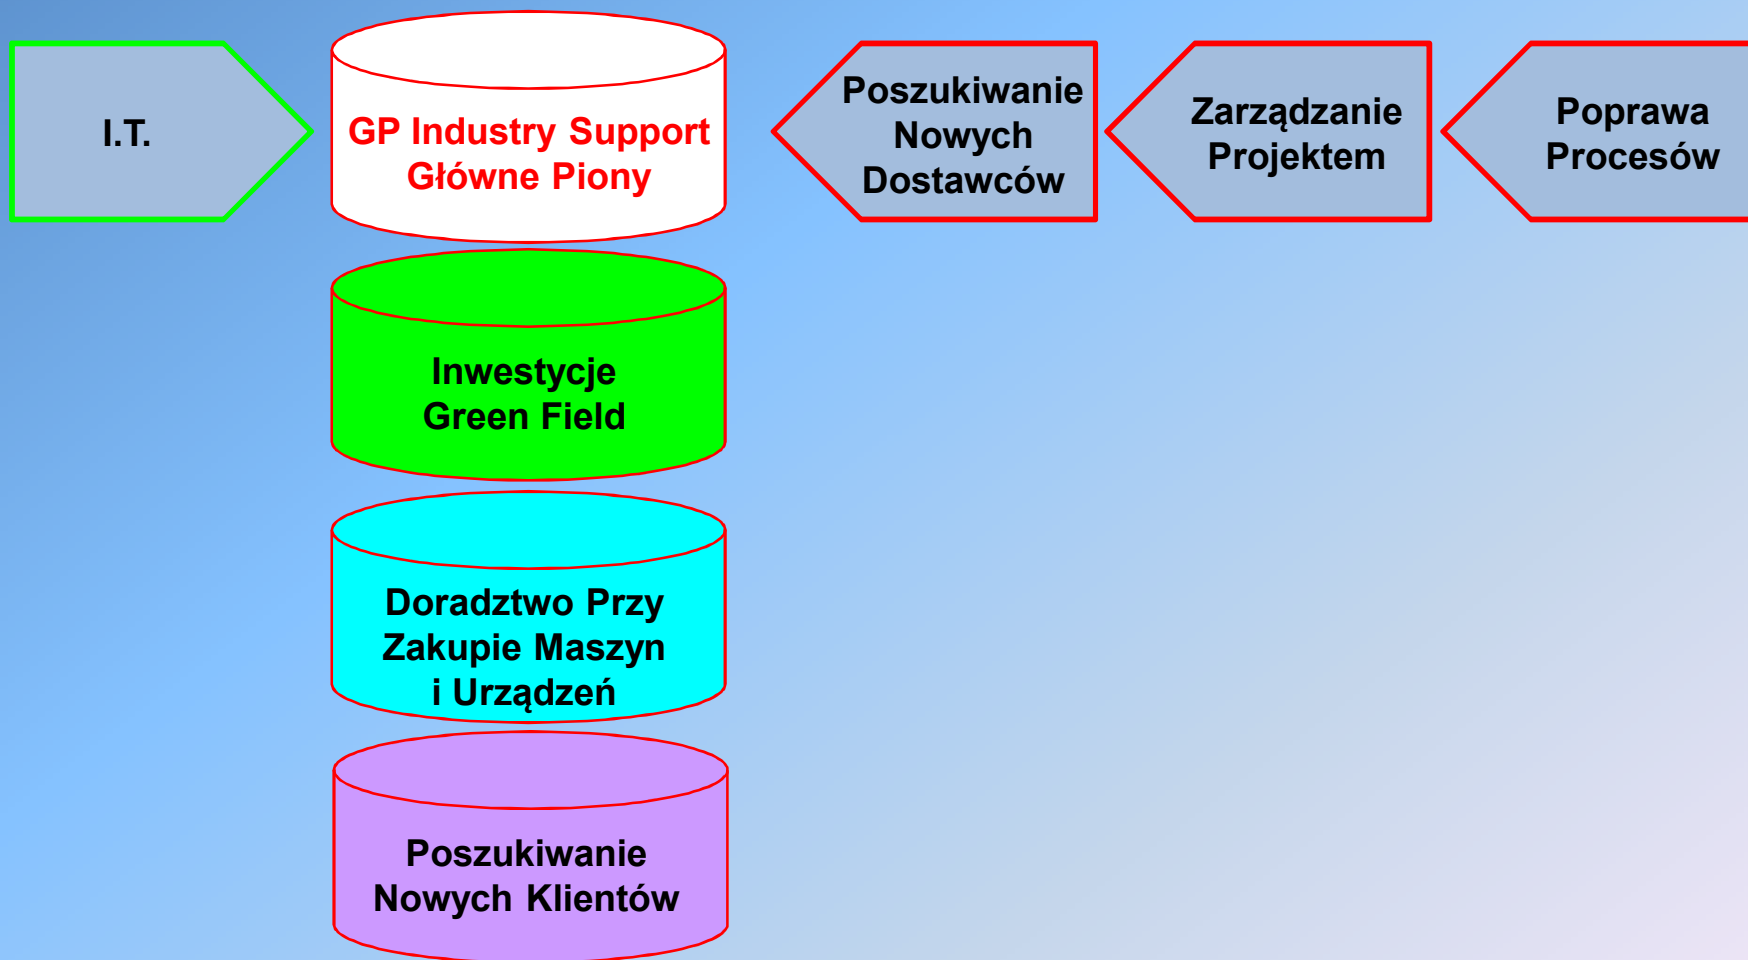 I.T.
GP Industry Support
Główne Piony
Poszukiwanie
Nowych
Dostawców
Zarządzanie
Projektem
Poprawa
Procesów
Inwestycje
Green Field
Doradztwo Przy
Zakupie Maszyn
i Urządzeń
Poszukiwanie
Nowych Klientów